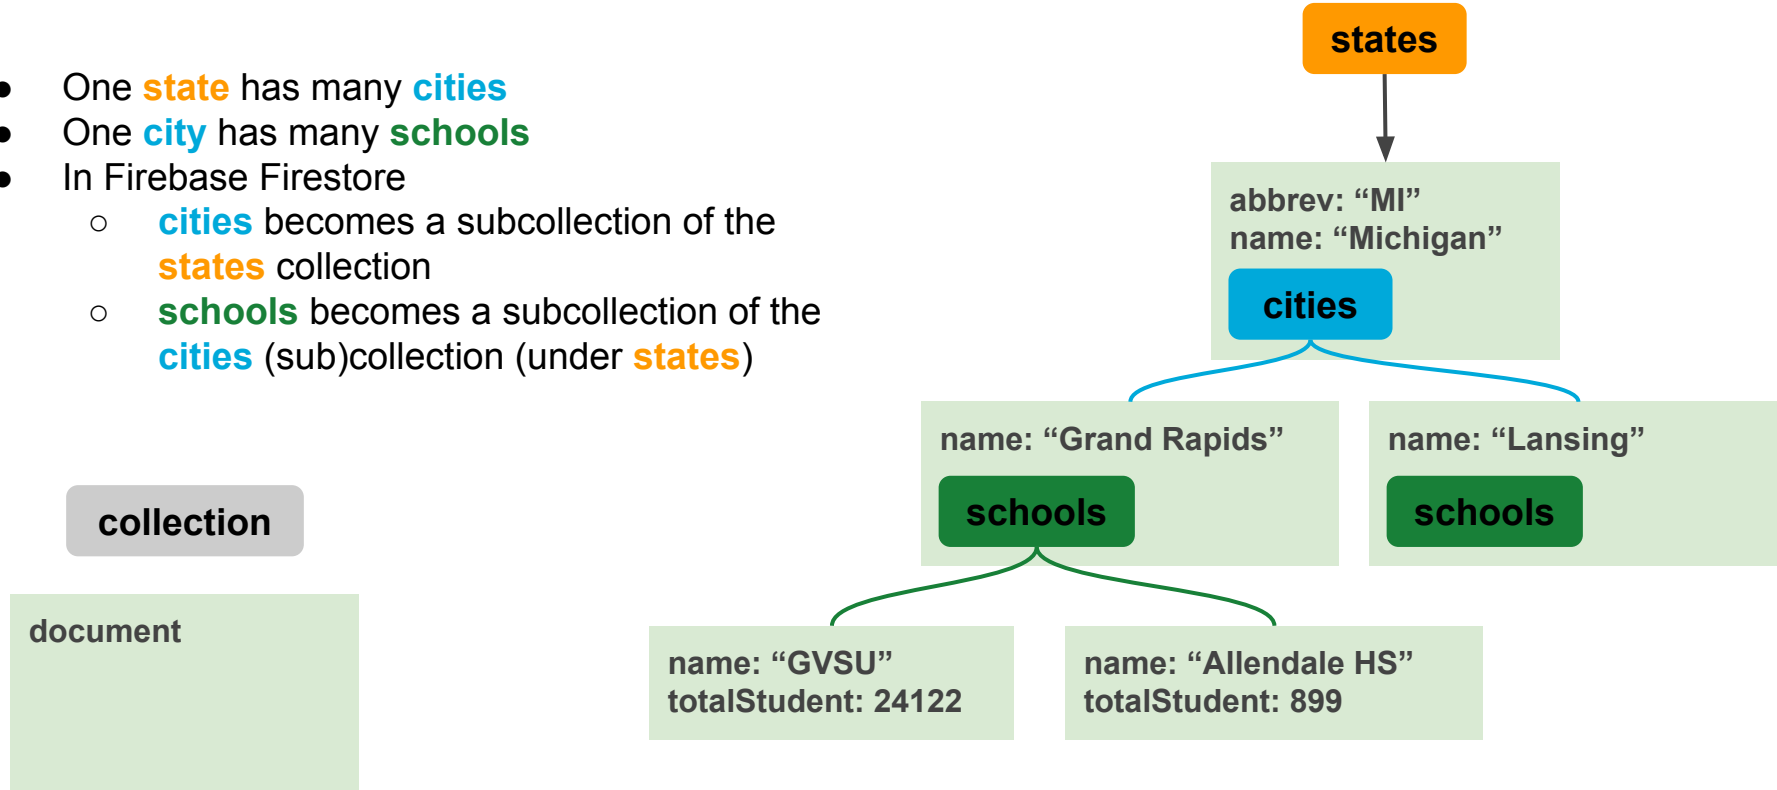 ● One state has many cities
● One city has many schools
● In Firebase Firestore
○ cities becomes a subcollection of the
states collection
○ schools becomes a subcollection of the
cities (sub)collection (under states)
collection
document
states
abbrev: “MI”
name: “Michigan”
cities
name: “Grand Rapids”
schools
name: “Lansing”
schools
name: “GVSU”
totalStudent: 24122
name: “Allendale HS”
totalStudent: 899